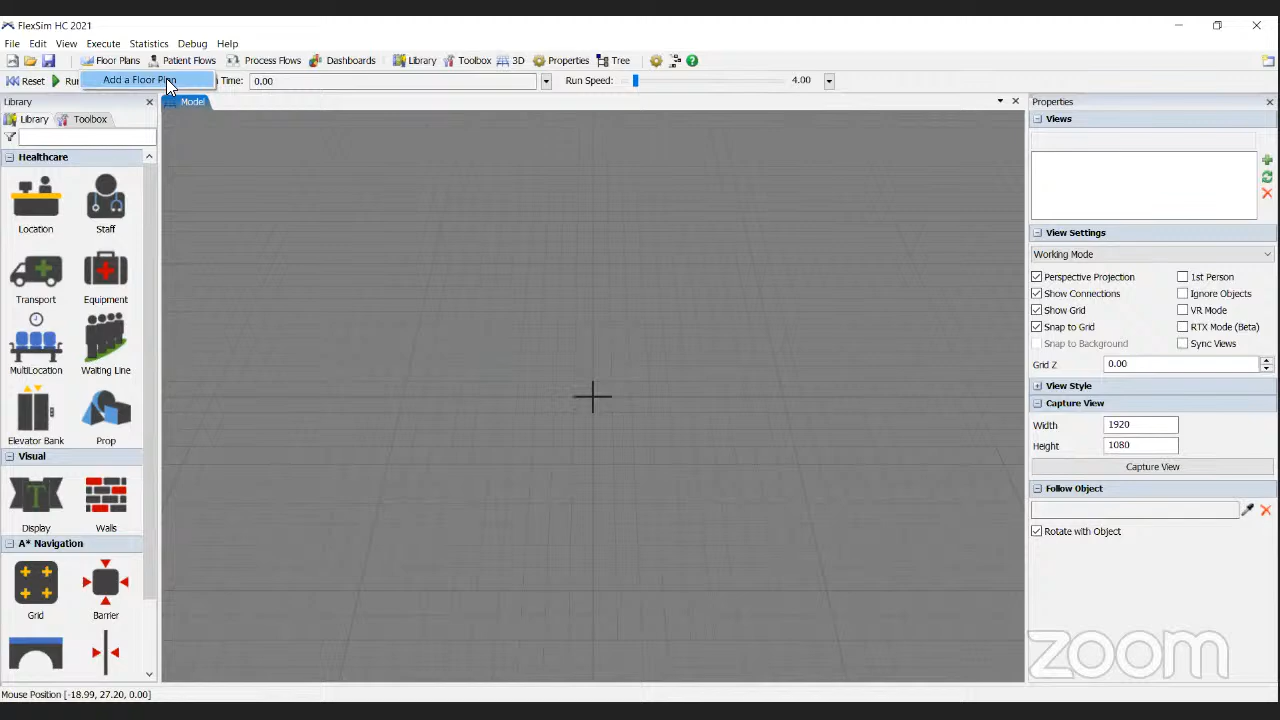 FlexSim HC 2021
File Edit View Execute Statistics Debug Help
Floor Plans Patient Flows Process Flows Dashboards Library Toolbox 3D Properties Tree
Reset Ru Add a Floor Plan Time: 0.00 Run Speed: 4.00
Library
Model
Properties
Library Toolbox
Views
Healthcare
Location Staff
Transport Equipment
MultiLocation Waiting Line
Elevator Bank Prop
Visual
Display Walls
A* Navigation
Grid Barrier
View Settings
Working Mode
Perspective Projection 1st Person
Show Connections Ignore Objects
Show Grid VR Mode
Snap to Grid RTX Mode (Beta)
Snap to Background Sync Views
Grid Z 0.00
View Style
Capture View
Width 1920
Height 1080
Capture View
Follow Object
Rotate with Object
zoom
Mouse Position [-18.99, 27.20, 0.00]